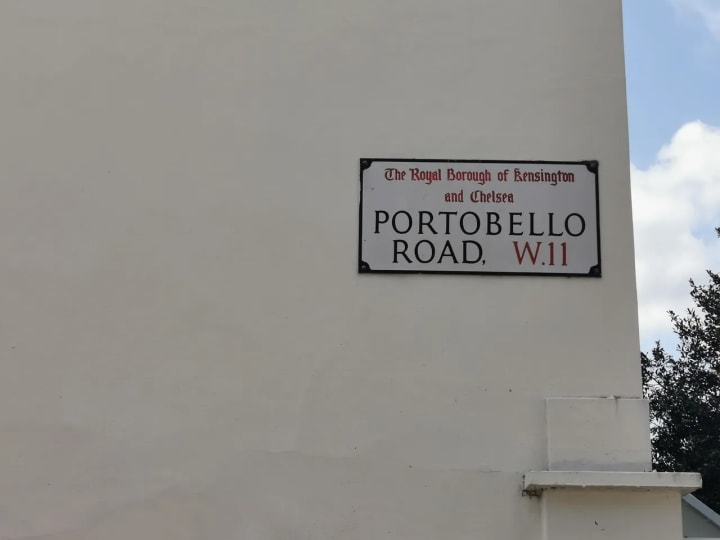 The Royal Borough of Kensington
and Chelsea
PORTOBELLO
ROAD, W.11